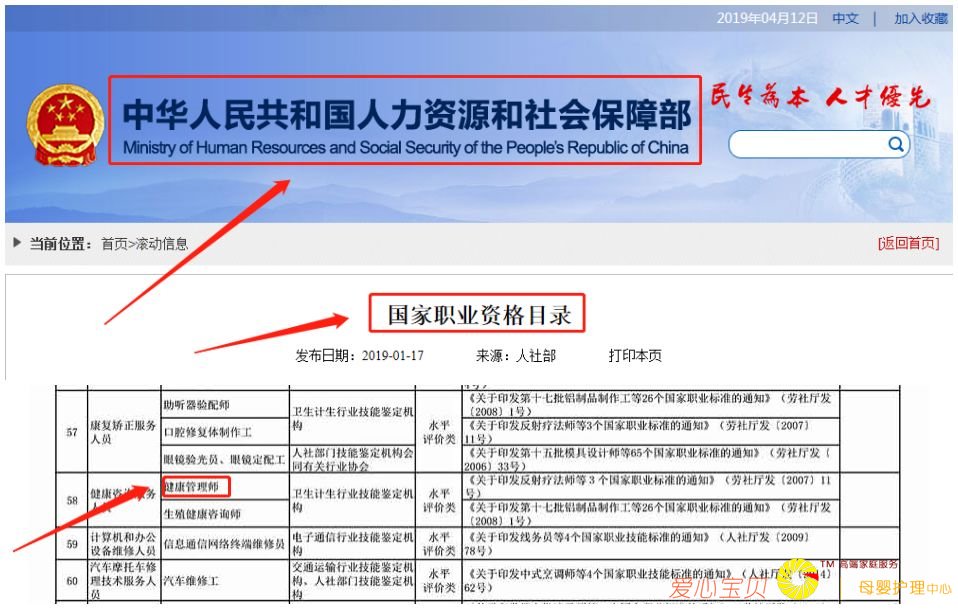 2019年04月12日 中文 | 加入收藏
中华人民共和国人力资源和社会保障部
Ministry of Human Resources and Social Security of the People's Republic of China
民生为本 人才优先
当前位置：首页>滚动信息
[返回首页]
国家职业资格目录
发布日期：2019-01-17 来源：人社部 打印本页
57
康复矫正服务
人员
助听器验配师
口腔修复体制作工
眼镜验光员、眼镜定配工
卫生计生行业技能鉴定机
构
人社部门技能鉴定机构会
同有关行业协会
水平
评价类
《关于印发第十七批铝制品制作工等26个国家职业标准的通知》（劳社厅发
〔2008〕1号）
《关于印发反射疗法师等3个国家职业标准的通知》（劳社厅发〔2007〕
11号）
《关于印发第十五批模具设计师等65个国家职业标准的通知》（劳社厅发〔
2006〕33号）
58
健康咨询服务
人员
健康管理师
生殖健康咨询师
卫生计生行业技能鉴定机
构
水平
评价类
《关于印发反射疗法师等３个国家职业标准的通知》（劳社厅发〔2007〕11
号）
《关于印发第十七批铝制品制作工等26个国家职业标准的通知》（劳社厅发
〔2008〕1号）
59
计算机和办公
设备维修人员
信息通信网络终端维修员
电子通信行业技能鉴定机
构
水平
评价类
《关于印发线务员等4个国家职业技能标准的通知》（人社厅发〔2009〕
78号）
60
汽车摩托车修
理技术服务人
员
汽车维修工
交通运输行业技能鉴定机
构、人社部门技能鉴定机
构
水平
评价类
《关于印发中式烹调师等4个国家职业技能标准的通知》（人社厅发〔2014〕
62号）
爱心宝贝
TM 高端家庭服务
母婴护理中心